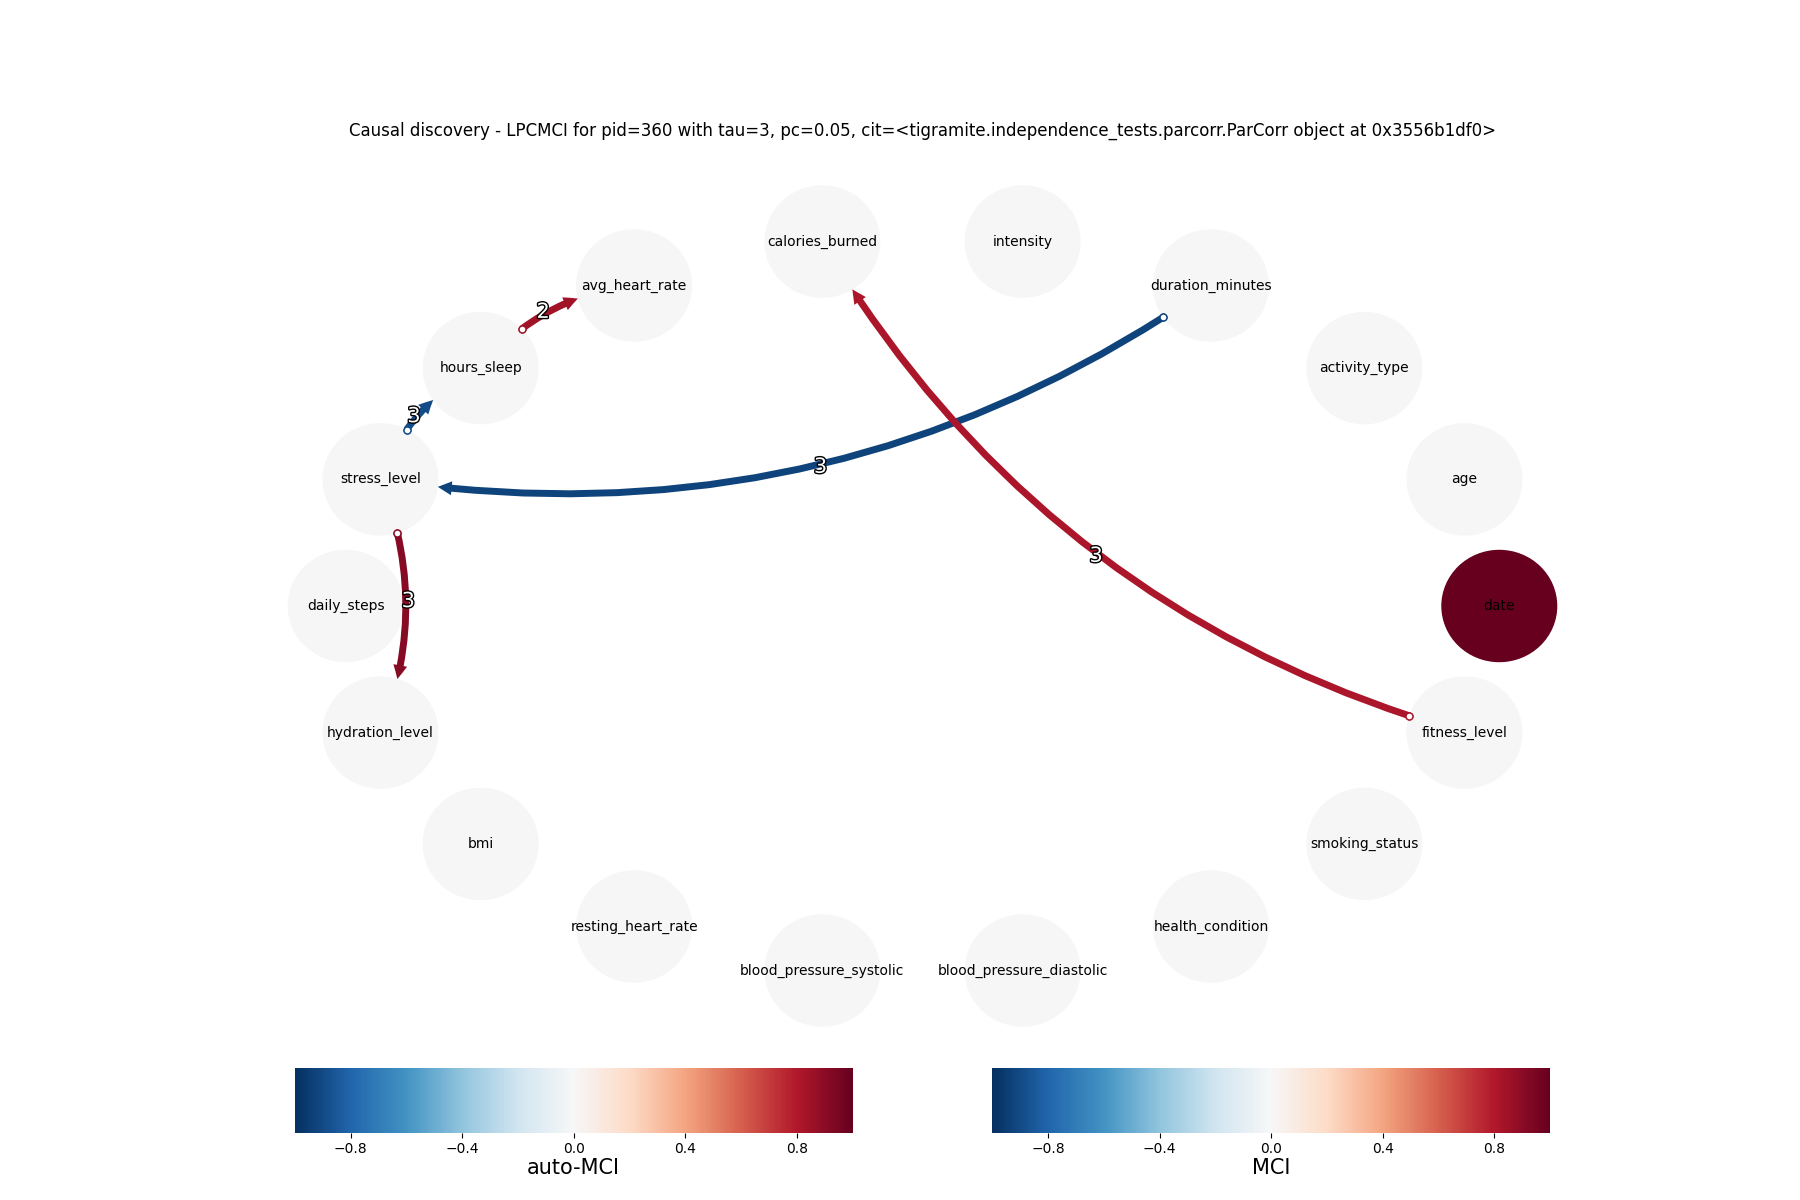 Causal discovery - LPCMCI for pid=360 with tau=3, pc=0.05, cit=<tigramite.independence_tests.parcorr.ParCorr object at 0x3556b1df0>
calories_burned
intensity
avg_heart_rate
duration_minutes
2
hours_sleep
activity_type
3
stress_level
3
age
3
daily_steps
3
date
hydration_level
fitness_level
bmi
smoking_status
resting_heart_rate
health_condition
blood_pressure_systolic
blood_pressure_diastolic
−0.8 −0.4 0.0 0.4 0.8
auto-MCI
−0.8 −0.4 0.0 0.4 0.8
MCI